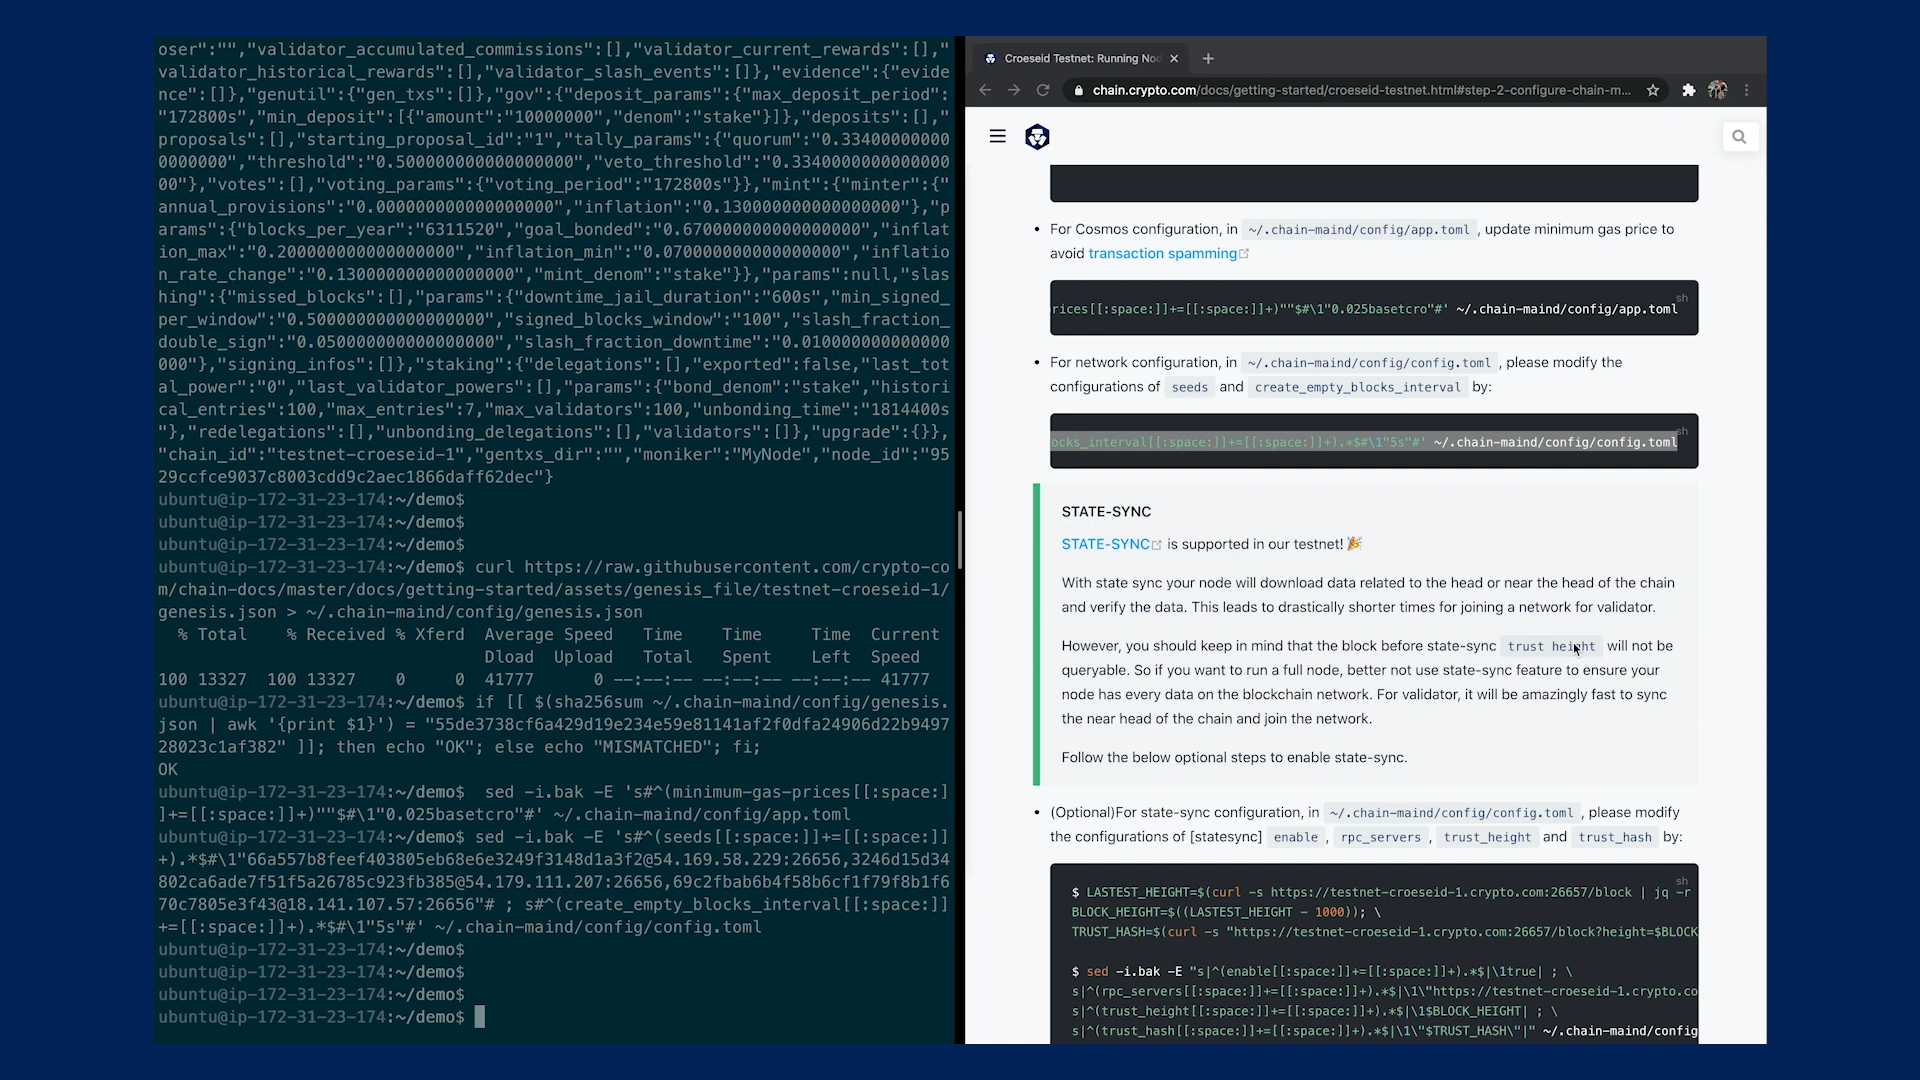 oser":"","validator_accumulated_commissions":[],"validator_current_rewards":[],"
validator_historical_rewards":[],"validator_slash_events":[]},"evidence":{"evide
nce":[]},"genutil":{"gen_txs":[]},"gov":{"deposit_params":{"max_deposit_period":
"172800s","min_deposit":[{"amount":"10000000","denom":"stake"}]},"deposits":[],"
proposals":[],"starting_proposal_id":"1","tally_params":{"quorum":"0.33400000000
0000000","threshold":"0.500000000000000000","veto_threshold":"0.3340000000000000
00"},"votes":[],"voting_params":{"voting_period":"172800s"}},"mint":{"minter":{"
annual_provisions":"0.000000000000000000","inflation":"0.130000000000000000"},"p
arams":{"blocks_per_year":"6311520","goal_bonded":"0.670000000000000000","inflat
ion_max":"0.200000000000000000","inflation_min":"0.070000000000000000","inflatio
n_rate_change":"0.130000000000000000","mint_denom":"stake"}},"params":null,"slas
hing":{"missed_blocks":[],"params":{"downtime_jail_duration":"600s","min_signed_
per_window":"0.500000000000000000","signed_blocks_window":"100","slash_fraction_
double_sign":"0.050000000000000000","slash_fraction_downtime":"0.010000000000000
000"},"signing_infos":[]},"staking":{"delegations":[],"exported":false,"last_tot
al_power":"0","last_validator_powers":[],"params":{"bond_denom":"stake","histori
cal_entries":100,"max_entries":7,"max_validators":100,"unbonding_time":"1814400s
"},"redelegations":[],"unbonding_delegations":[],"validators":[]},"upgrade":{}},
"chain_id":"testnet-croeseid-1","gentxs_dir":"","moniker":"MyNode","node_id":"95
29ccfce9037c8003cdd9c2aec1866daff62dec"}
ubuntu@ip-172-31-23-174:~/demo$
ubuntu@ip-172-31-23-174:~/demo$
ubuntu@ip-172-31-23-174:~/demo$
ubuntu@ip-172-31-23-174:~/demo$ curl https://raw.githubusercontent.com/crypto-co
m/chain-docs/master/docs/getting-started/assets/genesis_file/testnet-croeseid-1/
genesis.json > ~/.chain-maind/config/genesis.json
% Total % Received % Xferd Average Speed Time Time Time Current
Dload Upload Total Spent Left Speed
100 13327 100 13327 0 0 41777 0 --:--:-- --:--:-- --:--:-- 41777
ubuntu@ip-172-31-23-174:~/demo$ if [[ $(sha256sum ~/.chain-maind/config/genesis.
json | awk '{print $1}') = "55de3738cf6a429d19e234e59e81141af2f0dfa24906d22b9497
28023c1af382" ]]; then echo "OK"; else echo "MISMATCHED"; fi;
OK
ubuntu@ip-172-31-23-174:~/demo$  sed -i.bak -E 's#^(minimum-gas-prices[[:space:]
]+=[[:space:]]+)""$#\1"0.025basetcro"#' ~/.chain-maind/config/app.toml
ubuntu@ip-172-31-23-174:~/demo$ sed -i.bak -E 's#^(seeds[[:space:]]+=[[:space:]]
+).*$#\1"66a557b8feef403805eb68e6e3249f3148d1a3f2@54.169.58.229:26656,3246d15d34
802ca6ade7f51f5a26785c923fb385@54.179.111.207:26656,69c2fbab6b4f58b6cf1f79f8b1f6
70c7805e3f43@18.141.107.57:26656"# ; s#^(create_empty_blocks_interval[[:space:]]
+=[[:space:]]+).*$#\1"5s"#' ~/.chain-maind/config/config.toml
ubuntu@ip-172-31-23-174:~/demo$
ubuntu@ip-172-31-23-174:~/demo$
ubuntu@ip-172-31-23-174:~/demo$
ubuntu@ip-172-31-23-174:~/demo$
Croeseid Testnet: Running No
chain.crypto.com/docs/getting-started/croeseid-testnet.html#step-2-configure-chain-m...
• For Cosmos configuration, in ~/.chain-maind/config/app.toml , update minimum gas price to
avoid transaction spamming
sh
rices[[:space:]]+=[[:space:]]+)""$#\1"0.025basetcro"#' ~/.chain-maind/config/app.toml
• For network configuration, in ~/.chain-maind/config/config.toml , please modify the
configurations of seeds and create_empty_blocks_interval by:
sh
ocks_interval[[:space:]]+=[[:space:]]+).*$#\1"5s"#' ~/.chain-maind/config/config.toml
STATE-SYNC
STATE-SYNC is supported in our testnet! 🎉
With state sync your node will download data related to the head or near the head of the chain
and verify the data. This leads to drastically shorter times for joining a network for validator.
However, you should keep in mind that the block before state-sync trust height will not be
queryable. So if you want to run a full node, better not use state-sync feature to ensure your
node has every data on the blockchain network. For validator, it will be amazingly fast to sync
the near head of the chain and join the network.
Follow the below optional steps to enable state-sync.
• (Optional)For state-sync configuration, in ~/.chain-maind/config/config.toml , please modify
the configurations of [statesync] enable , rpc_servers , trust_height and trust_hash by:
sh
$ LASTEST_HEIGHT=$(curl -s https://testnet-croeseid-1.crypto.com:26657/block | jq -r
BLOCK_HEIGHT=$((LASTEST_HEIGHT - 1000)); \
TRUST_HASH=$(curl -s "https://testnet-croeseid-1.crypto.com:26657/block?height=$BLOCK
$ sed -i.bak -E "s|^(enable[[:space:]]+=[[:space:]]+).*$|\1true| ; \
s|^(rpc_servers[[:space:]]+=[[:space:]]+).*$|\1\"https://testnet-croeseid-1.crypto.co
s|^(trust_height[[:space:]]+=[[:space:]]+).*$|\1$BLOCK_HEIGHT| ; \
s|^(trust_hash[[:space:]]+=[[:space:]]+).*$|\1\"$TRUST_HASH\"|" ~/.chain-maind/config